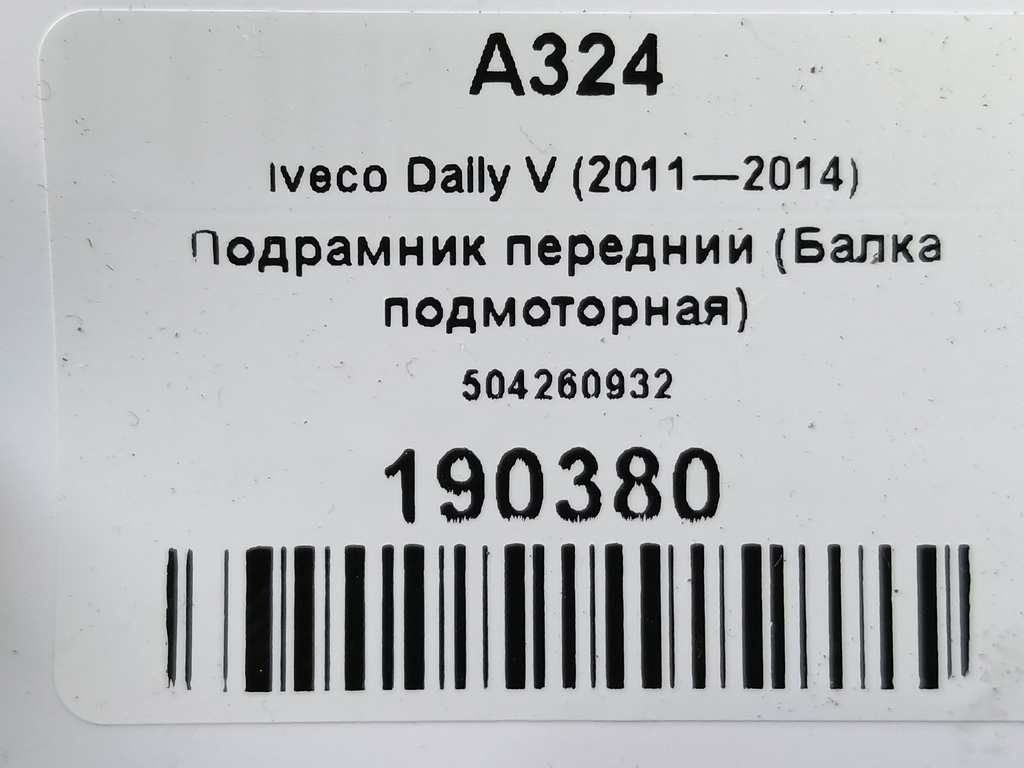 A324
Iveco Daily V (2011—2014)
Подрамник передний (Балка
подмоторная)
504260932
190380